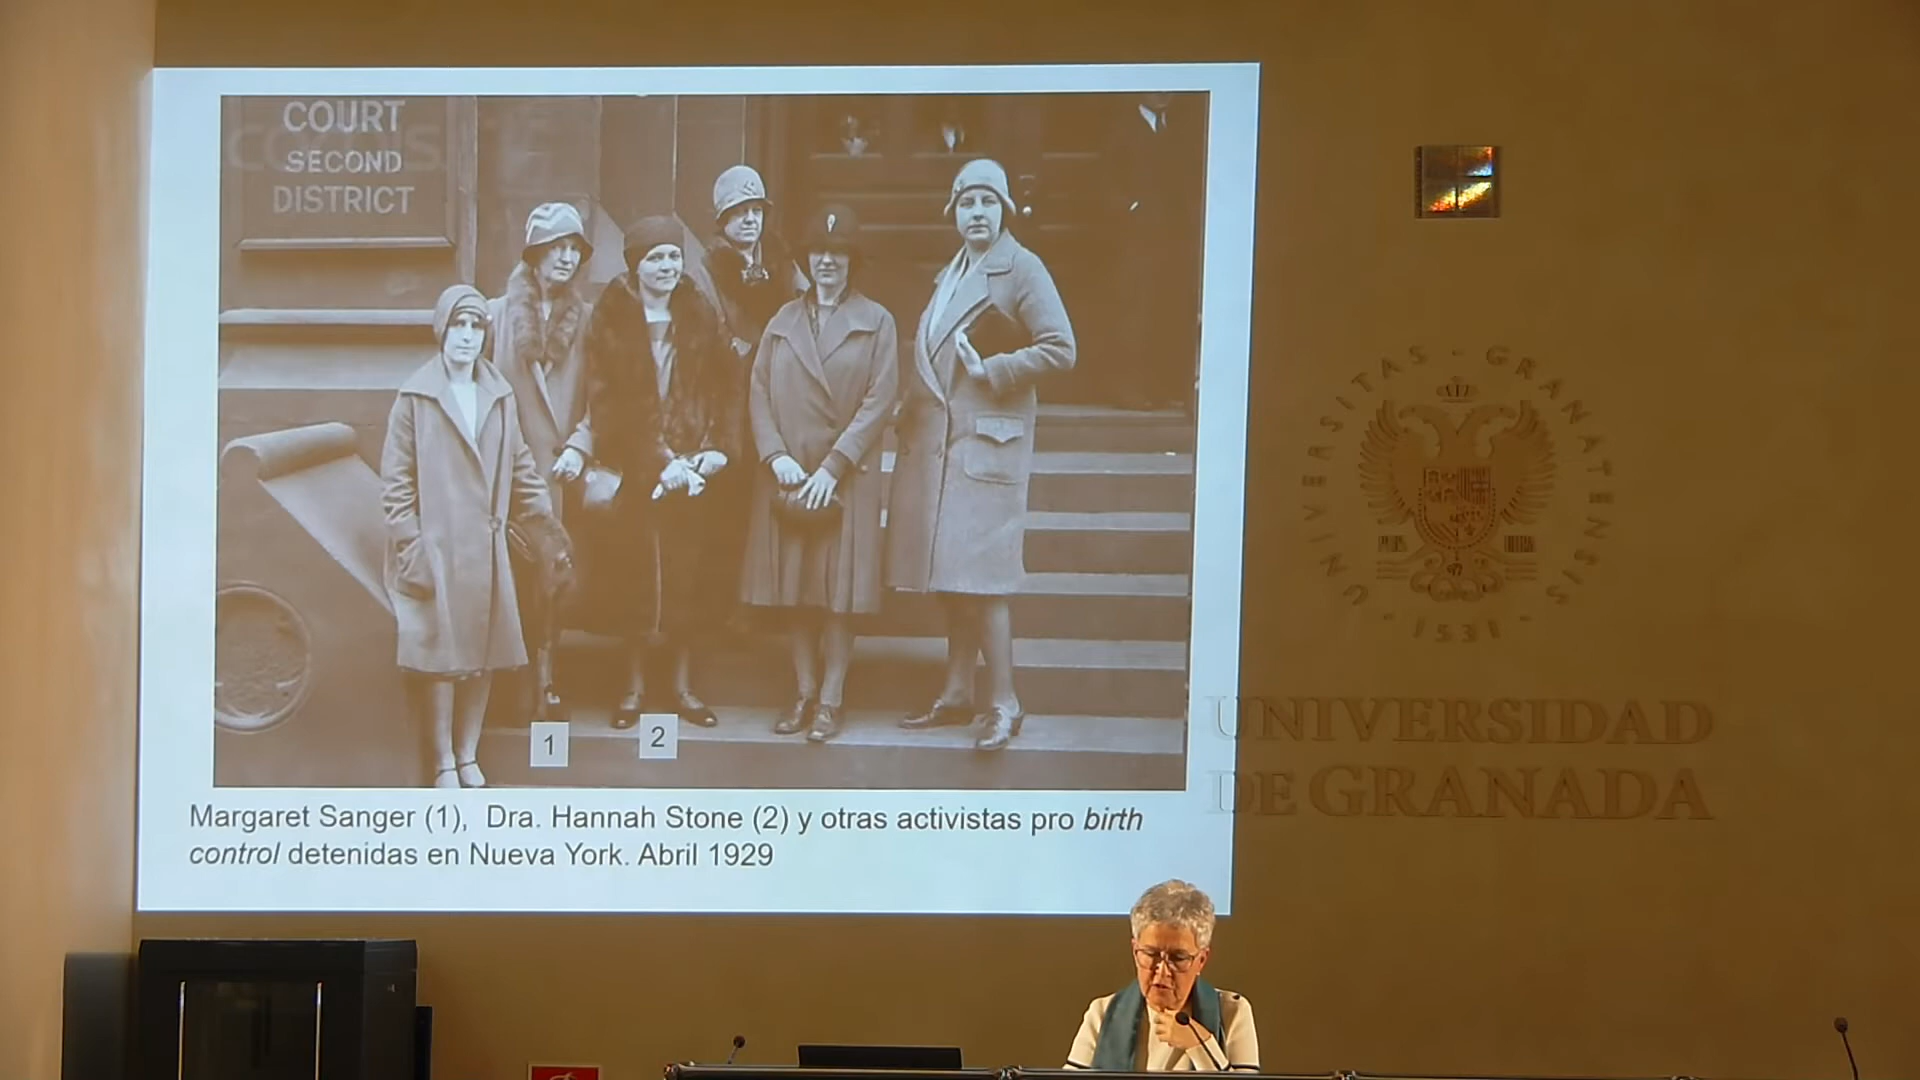 COURT
SECOND
DISTRICT
1
2
Margaret Sanger (1), Dra. Hannah Stone (2) y otras activistas pro birth
control detenidas en Nueva York. Abril 1929
UNIVERSITAS - GRANATENSIS
- 1531 -
UNIVERSIDAD
DE GRANADA